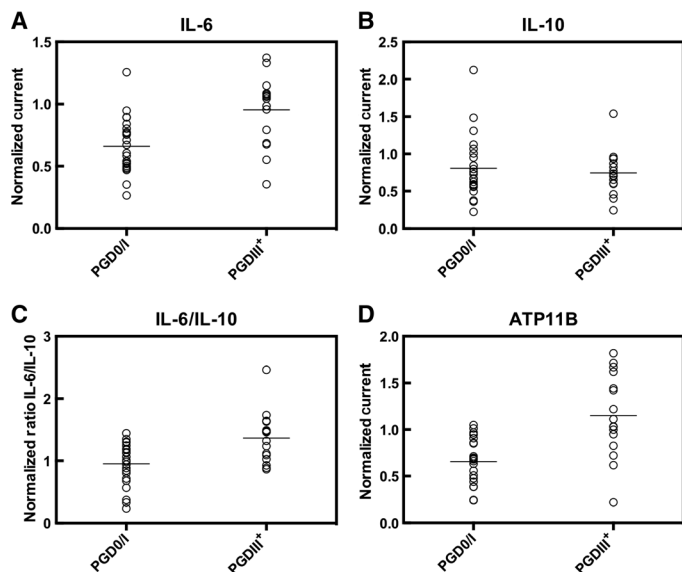 A
IL-6
Normalized current
1.5
1.0
0.5
0.0
PGD0/I
PGDIII+
B
IL-10
Normalized current
2.5
2.0
1.5
1.0
0.5
0.0
PGD0/I
PGDIII+
C
IL-6/IL-10
Normalized ratio IL-6/IL-10
3
2
1
0
PGD0/I
PGDIII+
D
ATP11B
Normalized current
2.0
1.5
1.0
0.5
0.0
PGD0/I
PGDIII+